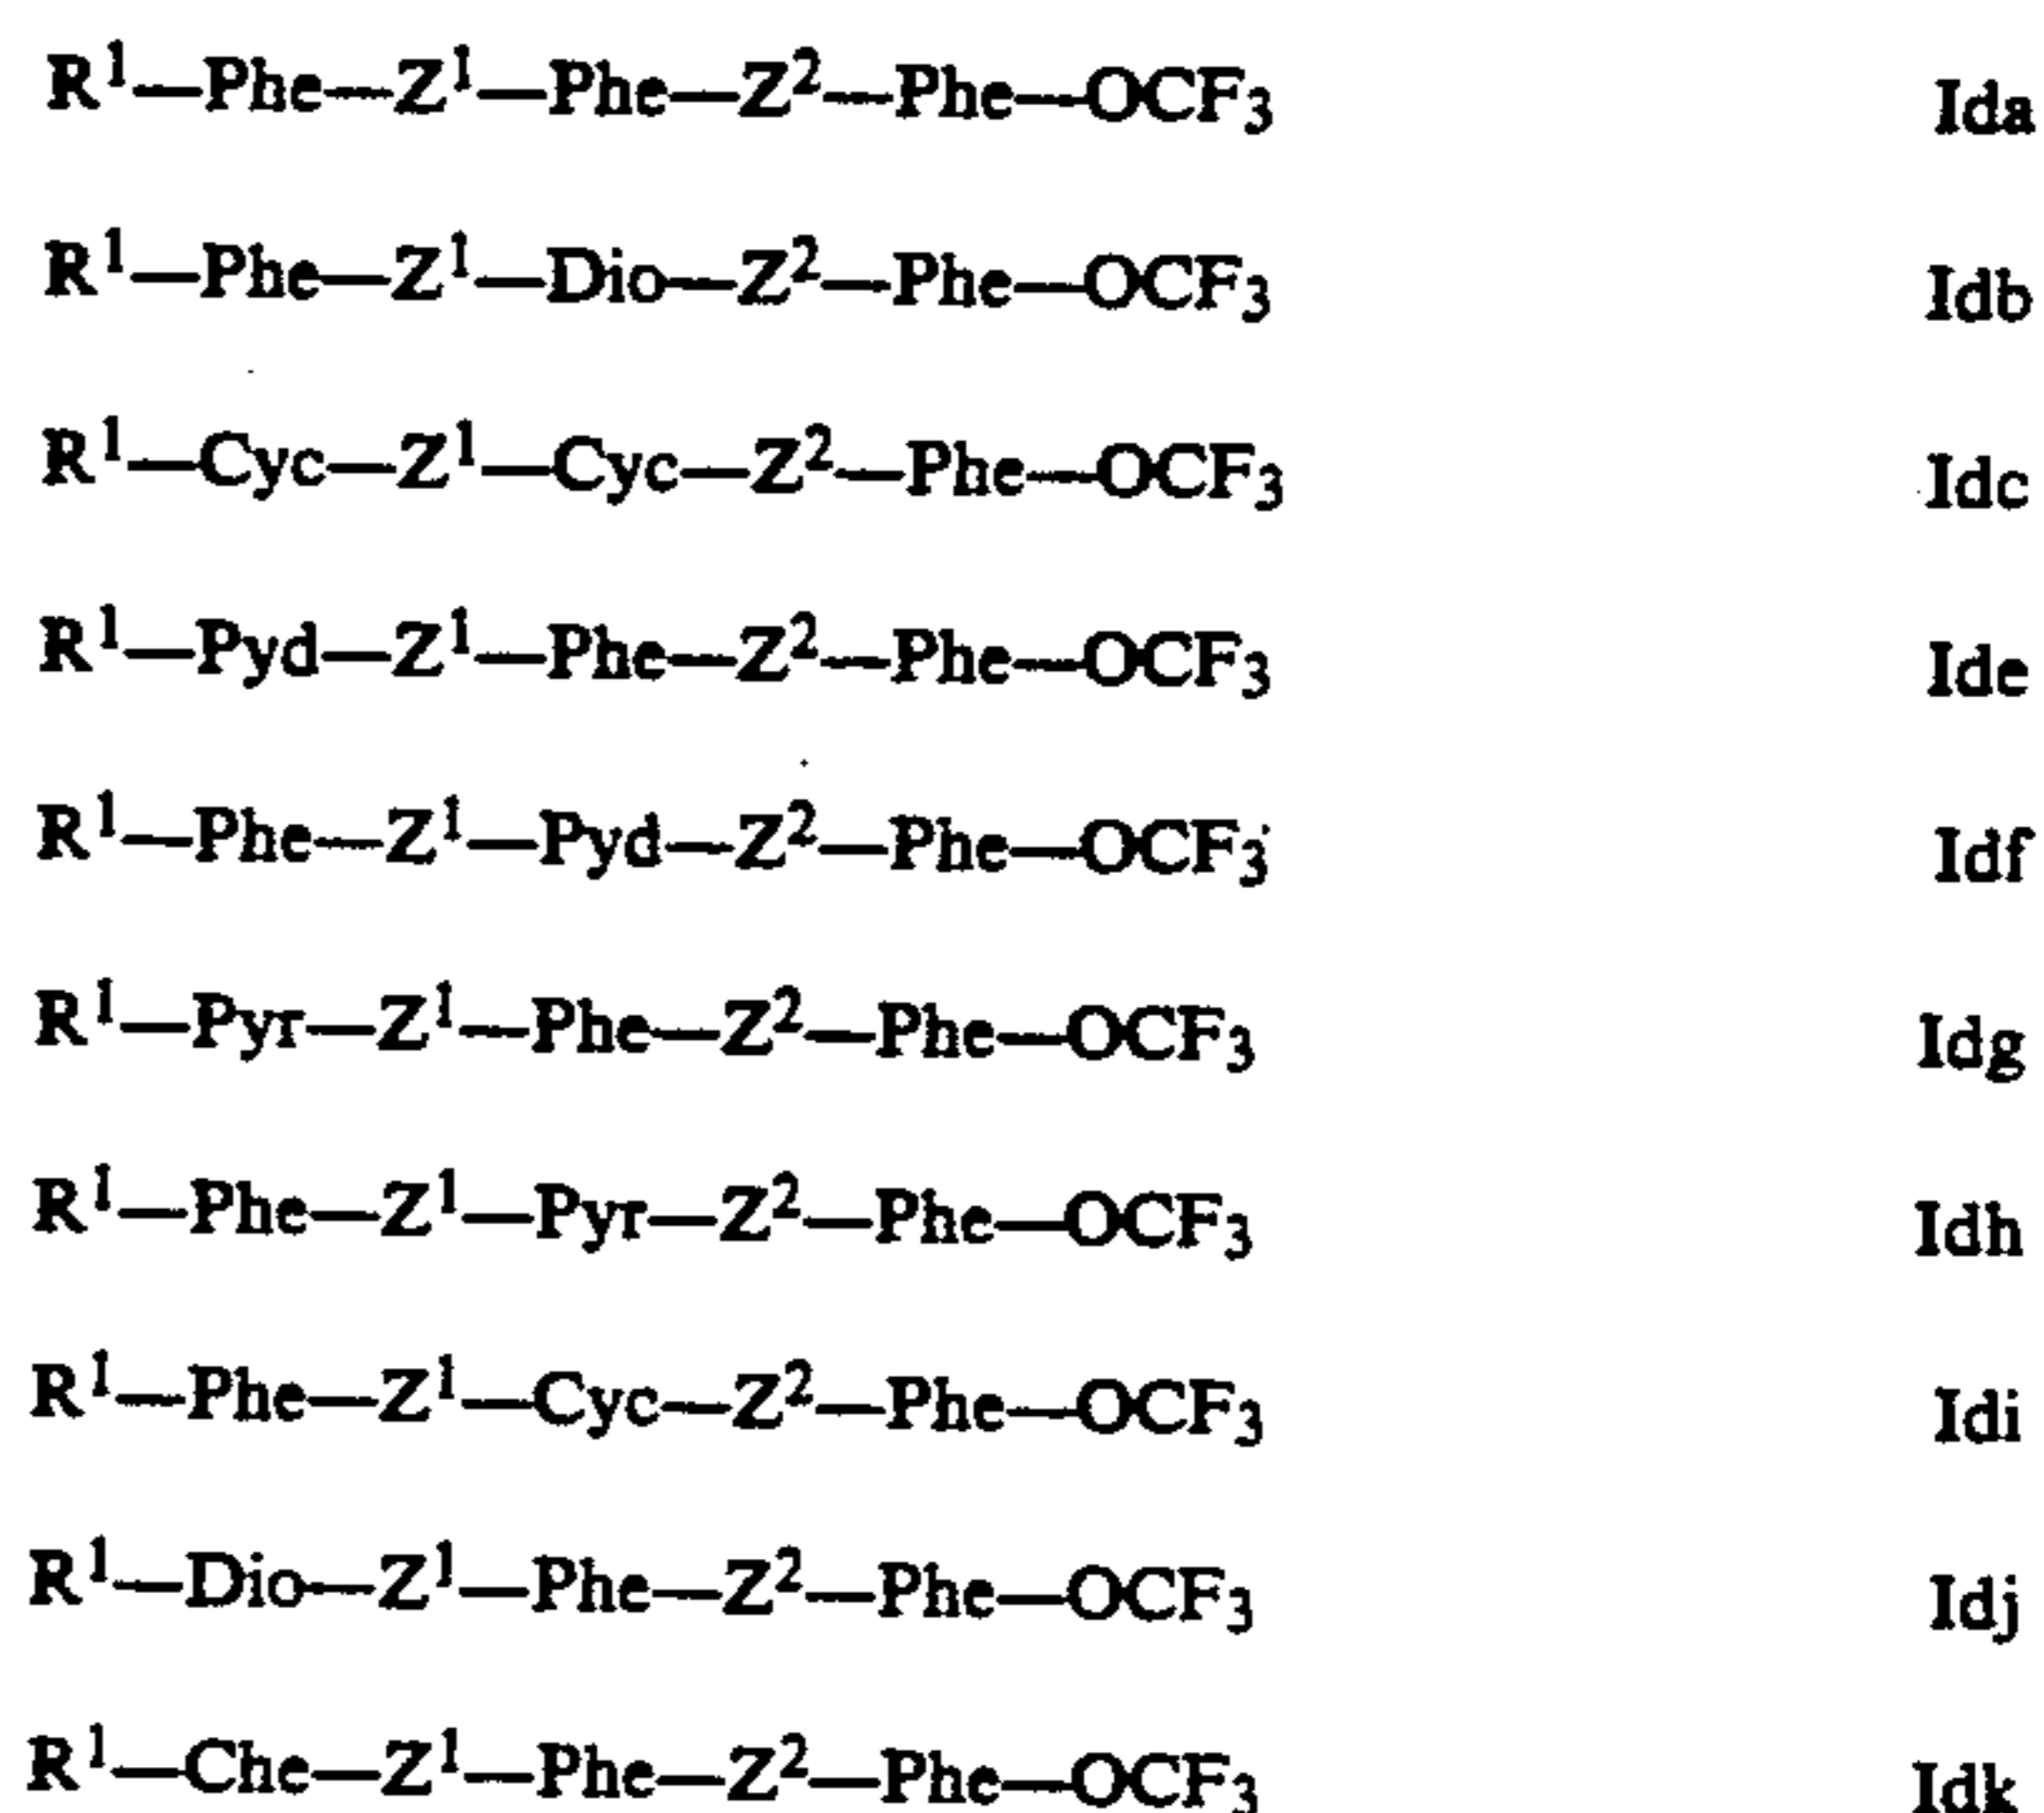 R¹—Phe—Z¹—Phe—Z²—Phe—OCF₃ Ida
R¹—Phe—Z¹—Dio—Z²—Phe—OCF₃ Idb
R¹—Cyc—Z¹—Cyc—Z²—Phe—OCF₃ Idc
R¹—Pyd—Z¹—Phe—Z²—Phe—OCF₃ Ide
R¹—Phe—Z¹—Pyd—Z²—Phe—OCF₃ Idf
R¹—Pyr—Z¹—Phe—Z²—Phe—OCF₃ Idg
R¹—Phe—Z¹—Pyr—Z²—Phe—OCF₃ Idh
R¹—Phe—Z¹—Cyc—Z²—Phe—OCF₃ Idi
R¹—Dio—Z¹—Phe—Z²—Phe—OCF₃ Idj
R¹—Che—Z¹—Phe—Z²—Phe—OCF₃ Idk